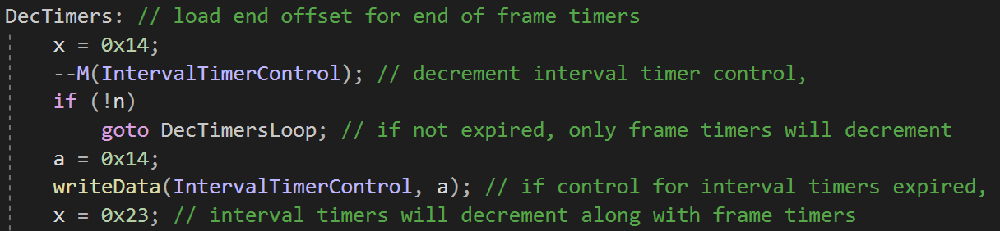 DecTimers: // load end offset for end of frame timers
x = 0x14;
--M(IntervalTimerControl); // decrement interval timer control,
if (!n)
goto DecTimersLoop; // if not expired, only frame timers will decrement
a = 0x14;
writeData(IntervalTimerControl, a); // if control for interval timers expired,
x = 0x23; // interval timers will decrement along with frame timers